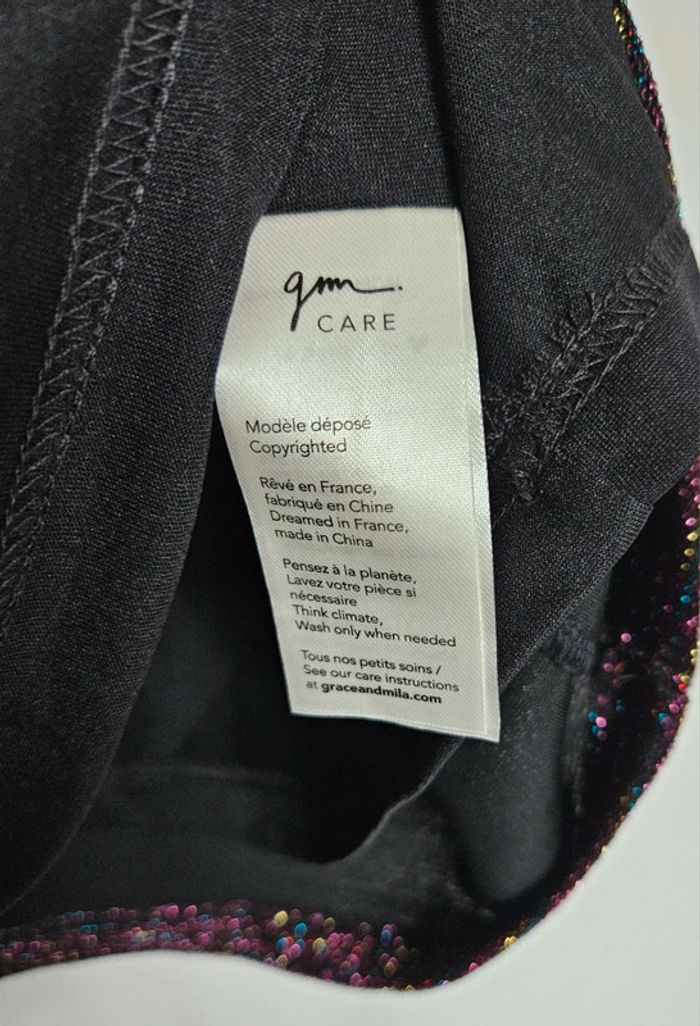 gm.
CARE
Modèle déposé
Copyrighted
Rêvé en France,
fabriqué en Chine
Dreamed in France,
made in China
Pensez à la planète,
Lavez votre pièce si
nécessaire
Think climate,
Wash only when needed
Tous nos petits soins /
See our care instructions
at graceandmila.com